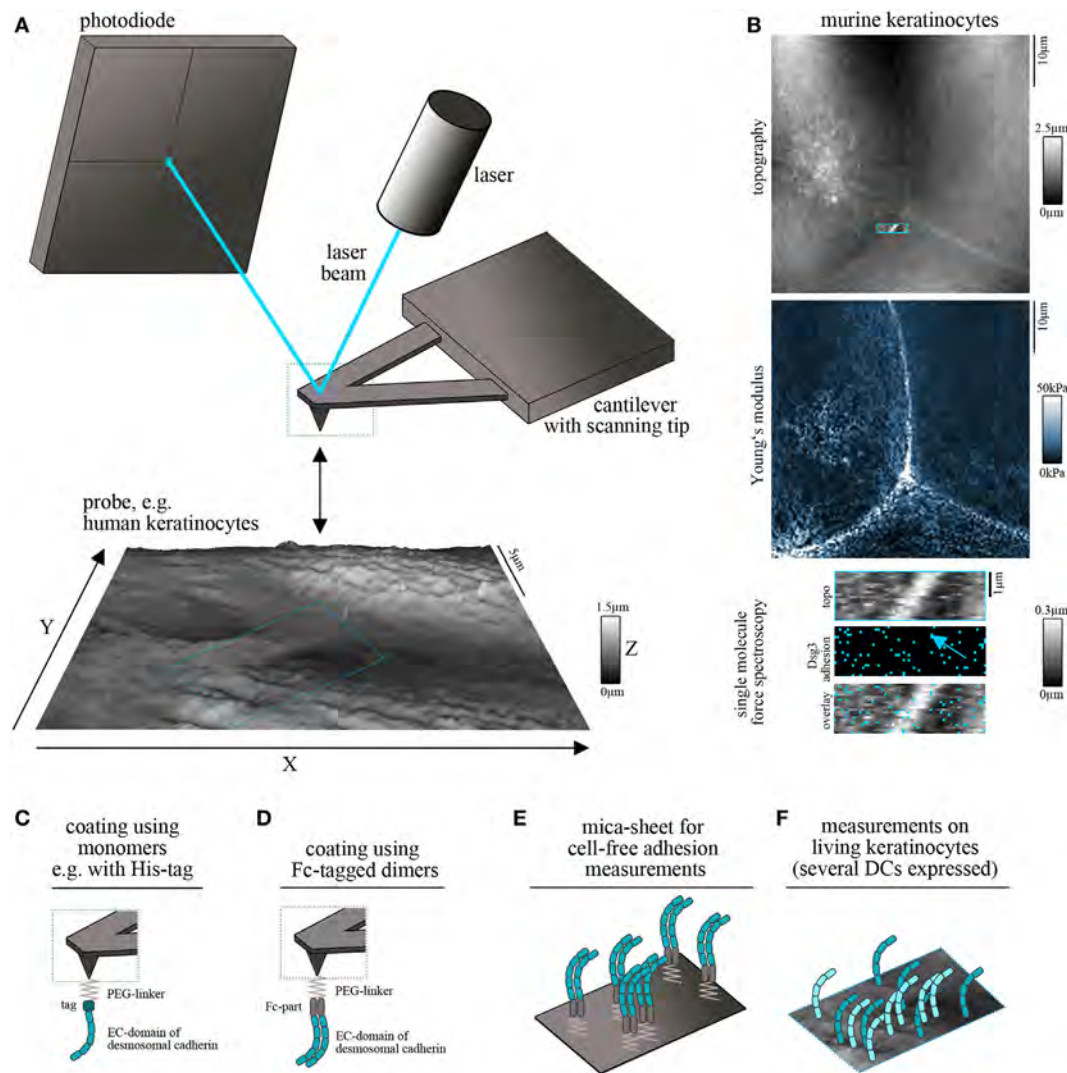 A
photodiode
laser
laser
beam
cantilever
with scanning tip
probe, e.g.
human keratinocytes
5µm
Y
1.5µm
Z
0µm
X
B
murine keratinocytes
10µm
topography
2.5µm
0µm
10µm
Young's modulus
50kPa
0kPa
single molecule
force spectroscopy
topo
1µm
Dsg3
adhesion
overlay
0.3µm
0µm
C
coating using
monomers
e.g. with His-tag
PEG-linker
tag
EC-domain of
desmosomal cadherin
D
coating using
Fc-tagged dimers
PEG-linker
Fc-part
EC-domain of
desmosomal cadherin
E
mica-sheet for
cell-free adhesion
measurements
F
measurements on
living keratinocytes
(several DCs expressed)